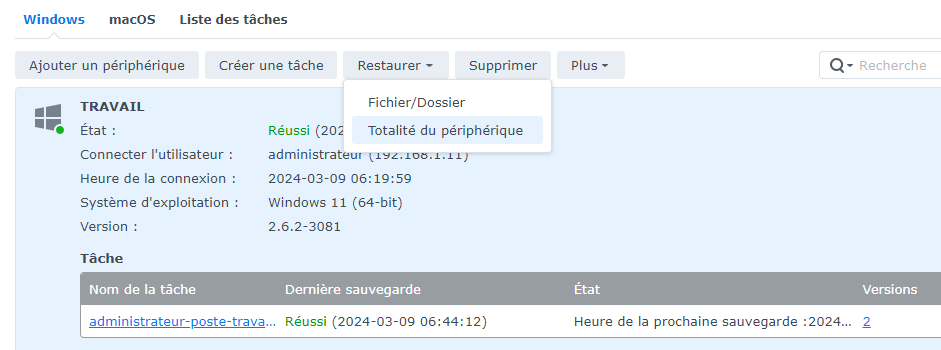 Windows macOS Liste des tâches
Ajouter un périphérique Créer une tâche Restaurer Supprimer Plus Recherche
Fichier/Dossier
Totalité du périphérique
TRAVAIL
État : Réussi (202
Connecter l'utilisateur : administrateur (192.168.1.11)
Heure de la connexion : 2024-03-09 06:19:59
Système d'exploitation : Windows 11 (64-bit)
Version : 2.6.2-3081
Tâche
Nom de la tâche Dernière sauvegarde État Versions
administrateur-poste-trava... Réussi (2024-03-09 06:44:12) Heure de la prochaine sauvegarde :2024... 2